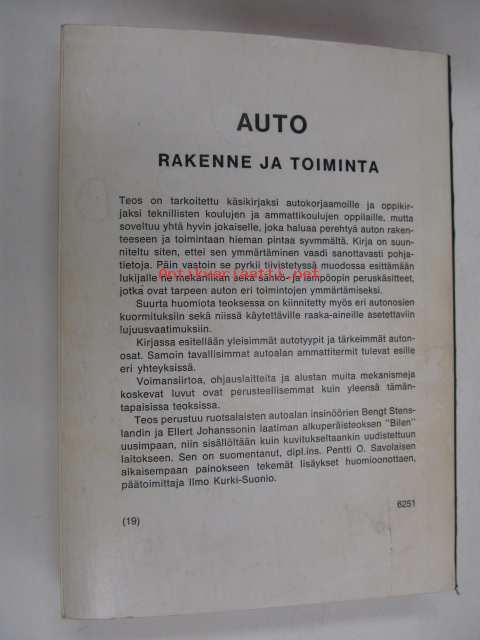 AUTO
RAKENNE JA TOIMINTA
Teos on tarkoitettu käsikirjaksi autokorjaamoille ja oppikir-
jaksi teknillisten koulujen ja ammattikoulujen oppilaille, mutta
soveltuu yhtä hyvin jokaiselle, joka haluaa perehtyä auton raken-
teeseen ja toimintaan hieman pintaa syvmmältä. Kirja on suun-
niteltu siten, ettei sen ymmärtäminen vaadi sanottavasti pohja-
tietoja. Päin vastoin se pyrkii tiivistetyssä muodossa esittämään
lukijalle ne mekaniikan sekä sähkö- ja lämpöopin peruskäsitteet,
Antikvariaatti.net
jotka ovat tarpeen auton eri toimintojen ymmärtämiseksi.
Suurta huomiota teoksessa on kiinnitetty myös eri autonosien
kuormituksiin sekä niissä käytettäville raaka-aineille asetettaviin
lujuusvaatimuksiin.
Kirjassa esitellään yleisimmät autotyypit ja tärkeimmät auton-
osat. Samoin tavallisimmat autoalan ammattitermit tulevat esille
eri yhteyksissä.
Voimansiirtoa, ohjauslaitteita ja alustan muita mekanismeja
koskevat luvut ovat perusteellisemmat kuin yleensä tämän-
tapaisissa teoksissa.
Teos perustuu ruotsalaisten autoalan insinöörien Bengt Stens-
landin ja Ellert Johanssonin laatiman alkuperäisteoksen "Bilen"
uusimpaan, niin sisällöltään kuin kuvitukseltaankin uudistettuun
laitokseen. Sen on suomentanut, dipl.ins. Pentti O. Savolaisen
aikaisempaan painokseen tekemät lisäykset huomioonottaen,
päätoimittaja Ilmo Kurki-Suonio.
6251
(19)